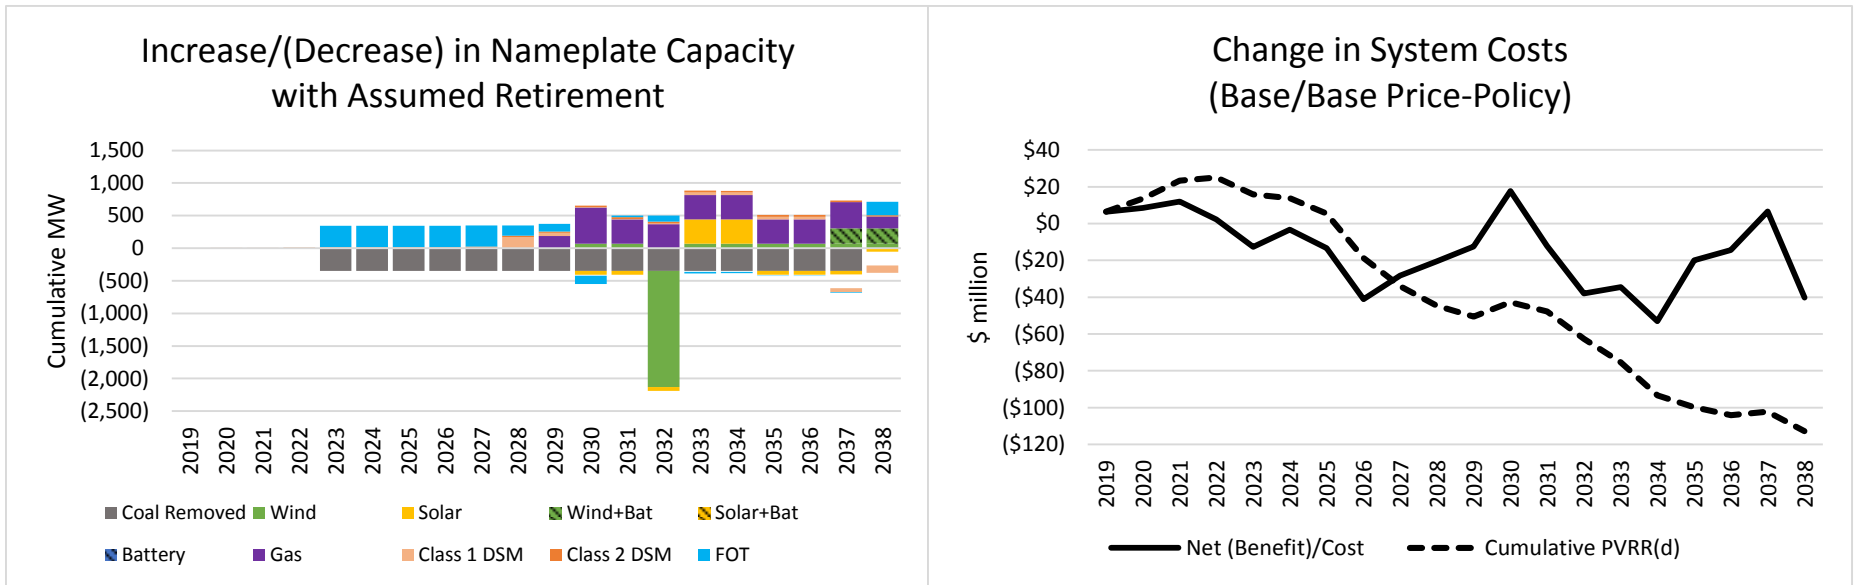 Increase/(Decrease) in Nameplate Capacity
with Assumed Retirement
Cumulative MW
1,500
1,000
500
0
(500)
(1,000)
(1,500)
(2,000)
(2,500)
2019 2020 2021 2022 2023 2024 2025 2026 2027 2028 2029 2030 2031 2032 2033 2034 2035 2036 2037 2038
Coal Removed Wind Solar Wind+Bat Solar+Bat
Battery Gas Class 1 DSM Class 2 DSM FOT
Change in System Costs
(Base/Base Price-Policy)
$ million
$40
$20
$0
($20)
($40)
($60)
($80)
($100)
($120)
2019 2020 2021 2022 2023 2024 2025 2026 2027 2028 2029 2030 2031 2032 2033 2034 2035 2036 2037 2038
Net (Benefit)/Cost Cumulative PVRR(d)